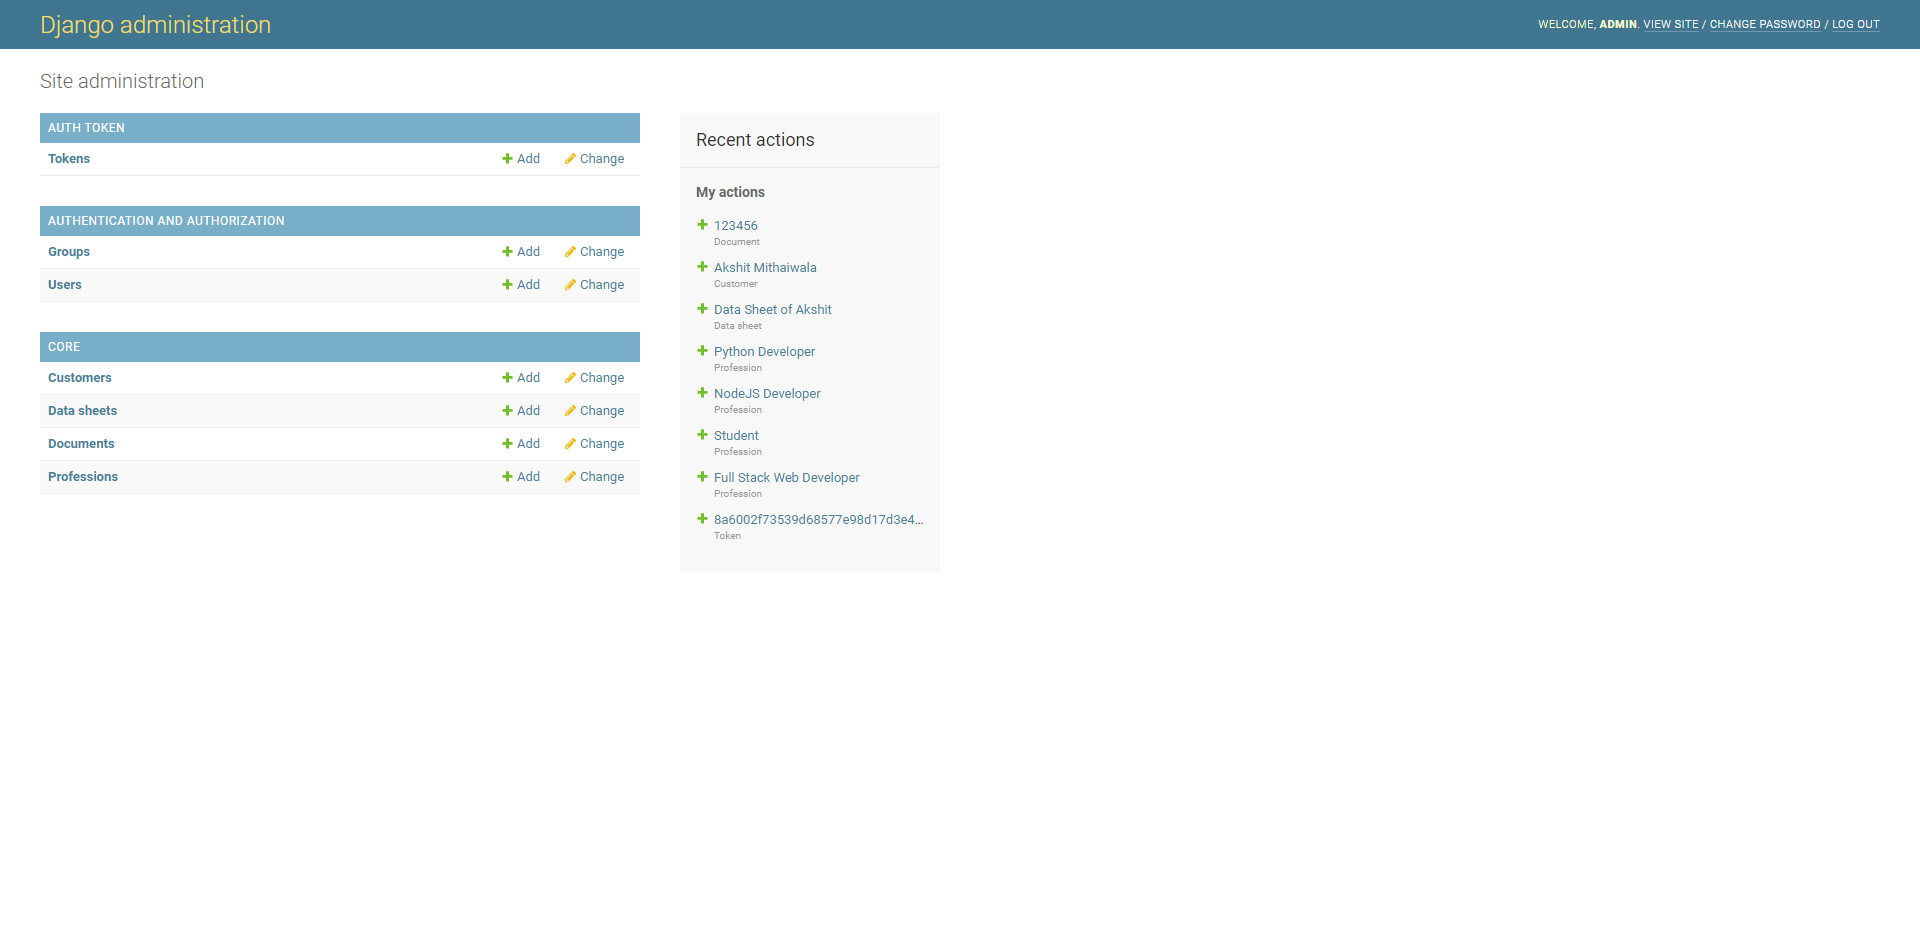 Django administration
WELCOME, ADMIN. VIEW SITE / CHANGE PASSWORD / LOG OUT
Site administration
AUTH TOKEN
Tokens Add Change
AUTHENTICATION AND AUTHORIZATION
Groups Add Change
Users Add Change
CORE
Customers Add Change
Data sheets Add Change
Documents Add Change
Professions Add Change
Recent actions
My actions
123456
Document
Akshit Mithaiwala
Customer
Data Sheet of Akshit
Data sheet
Python Developer
Profession
NodeJS Developer
Profession
Student
Profession
Full Stack Web Developer
Profession
8a6002f73539d68577e98d17d3e4...
Token